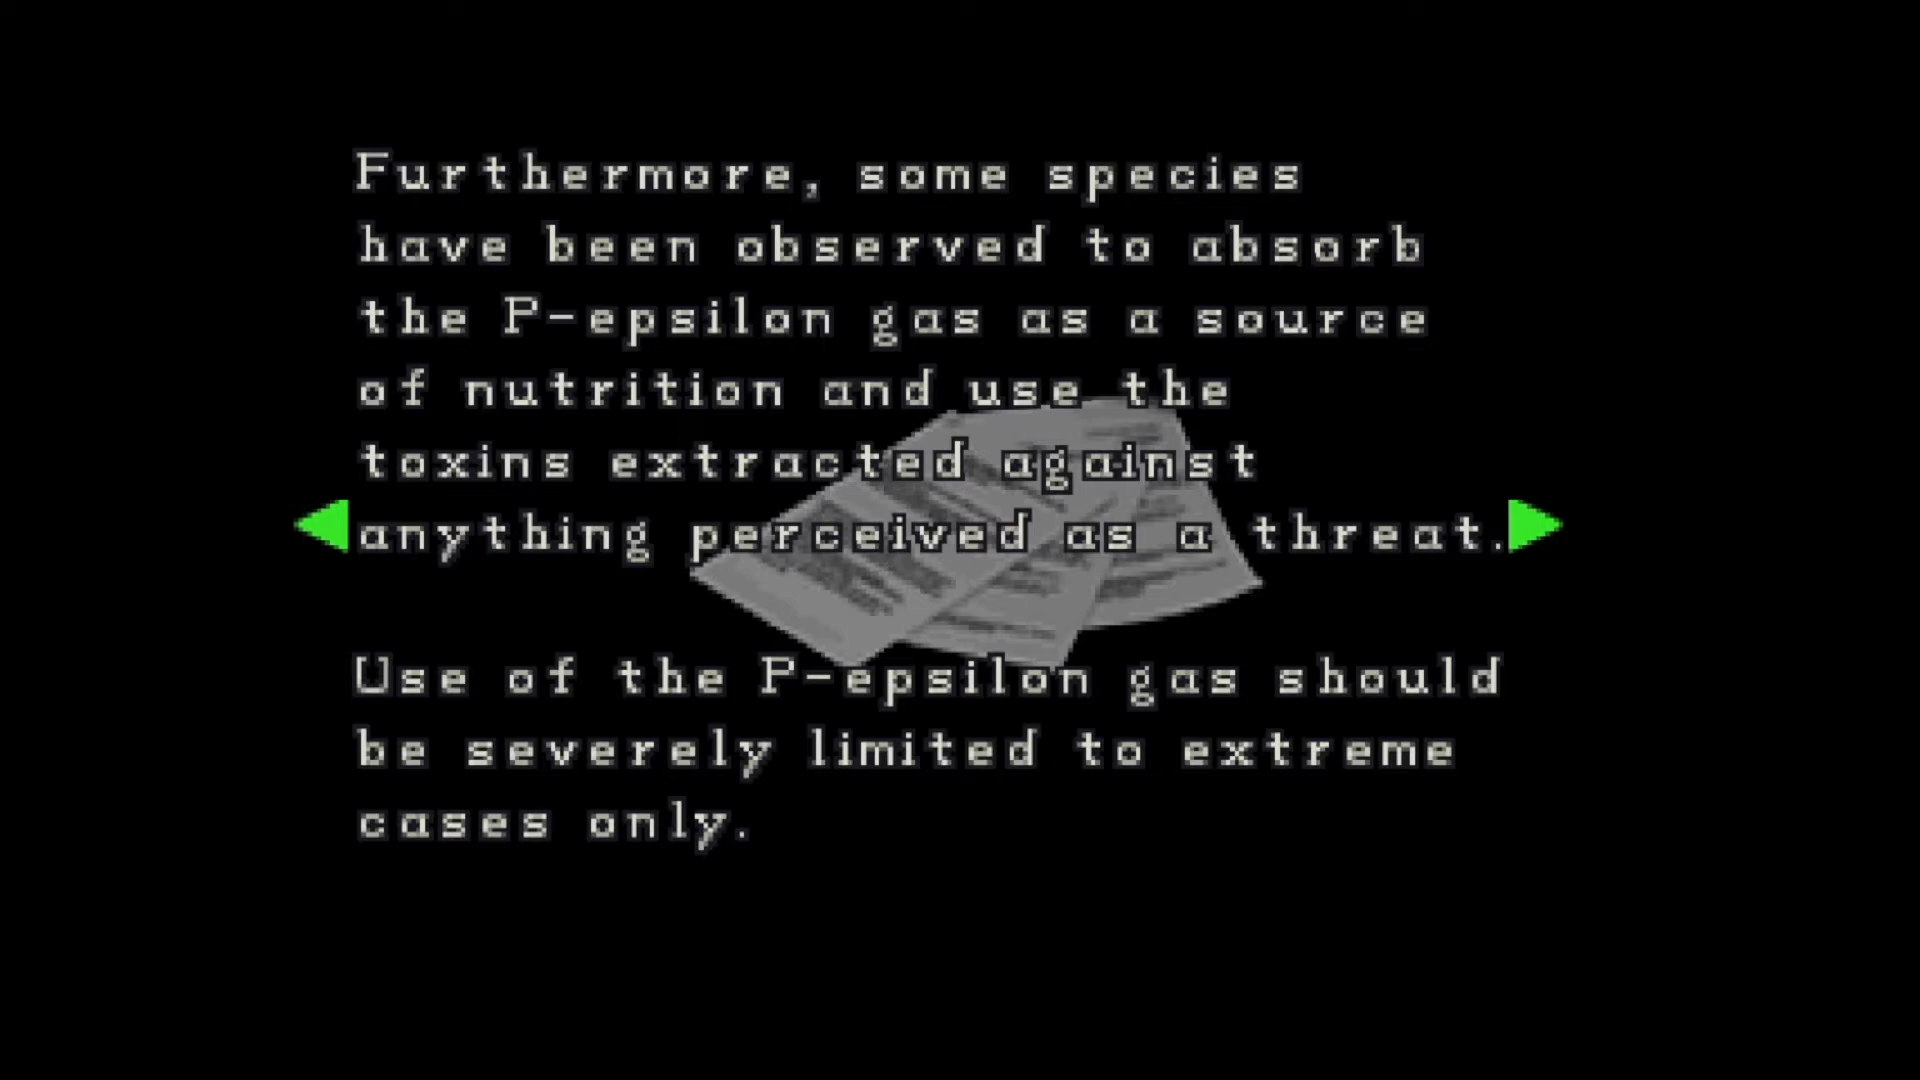 Furthermore, some species
have been observed to absorb
the P-epsilon gas as a source
of nutrition and use the
toxins extracted against
anything perceived as a threat.
Use of the P-epsilon gas should
be severely limited to extreme
cases only.